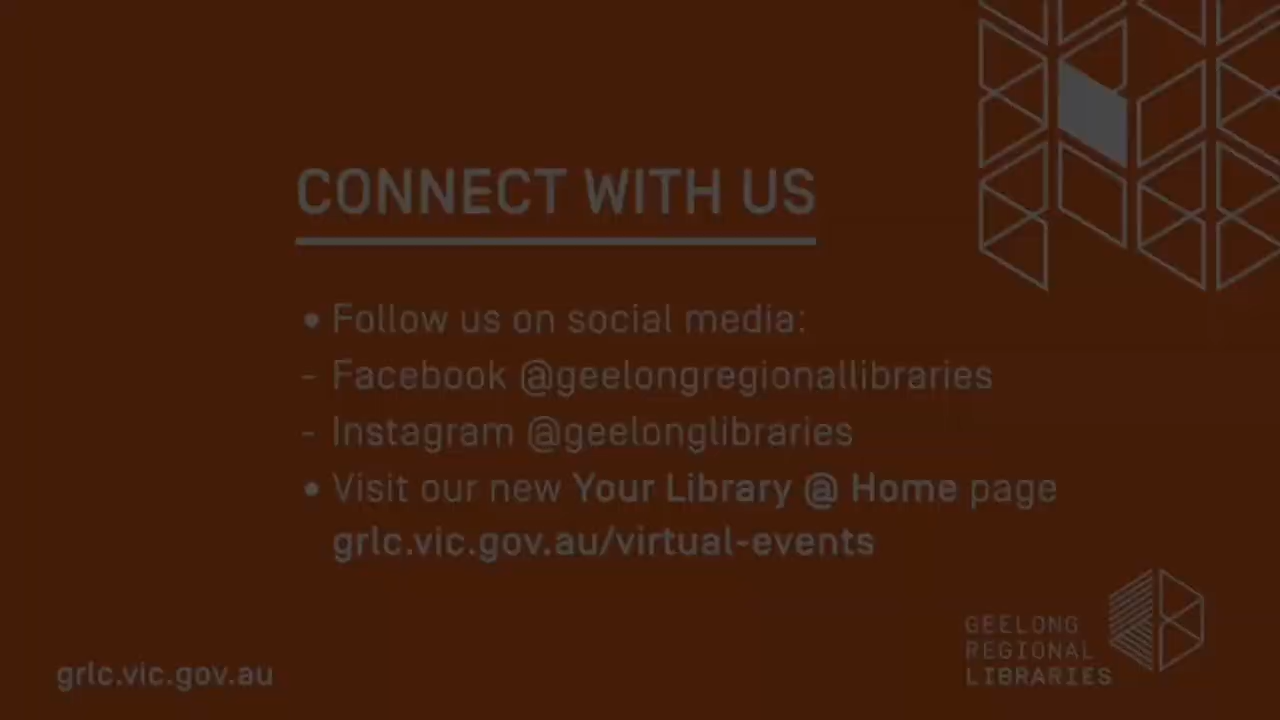 CONNECT WITH US
• Follow us on social media:
- Facebook @geelongregionallibraries
- Instagram @geelonglibraries
• Visit our new Your Library @ Home page
grlc.vic.gov.au/virtual-events
grlc.vic.gov.au
GEELONG
REGIONAL
LIBRARIES